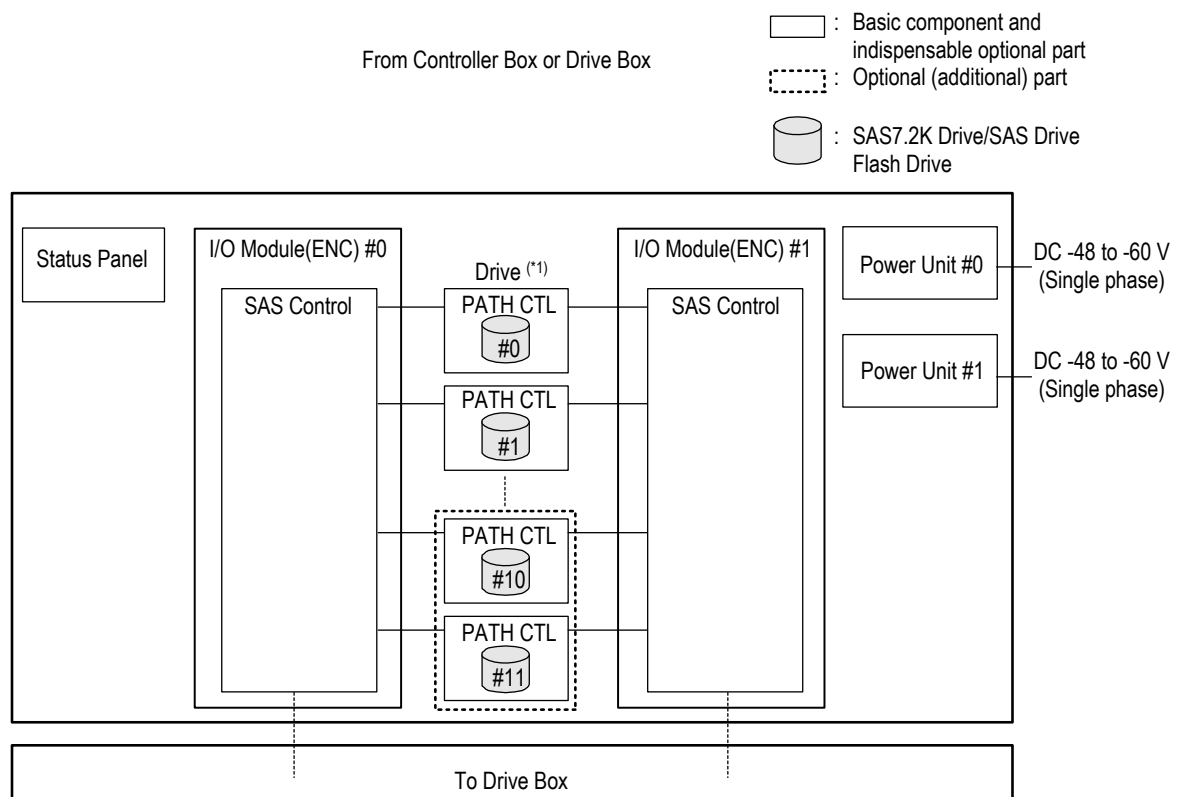 From Controller Box or Drive Box
: Basic component and
indispensable optional part
: Optional (additional) part
: SAS7.2K Drive/SAS Drive
Flash Drive
Status Panel
I/O Module(ENC) #0
SAS Control
Drive (*1)
PATH CTL
#0
PATH CTL
#1
PATH CTL
#10
PATH CTL
#11
I/O Module(ENC) #1
SAS Control
Power Unit #0
DC -48 to -60 V
(Single phase)
Power Unit #1
DC -48 to -60 V
(Single phase)
To Drive Box